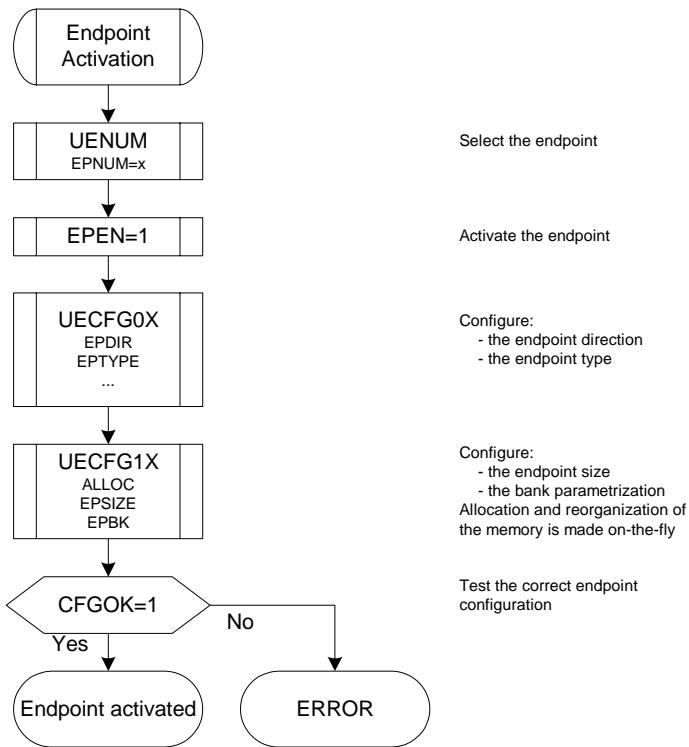 Endpoint
Activation
UENUM
EPNUM=x
Select the endpoint
EPEN=1
Activate the endpoint
UECFG0X
EPDIR
EPTYPE
...
Configure:
- the endpoint direction
- the endpoint type
UECFG1X
ALLOC
EPSIZE
EPBK
Configure:
- the endpoint size
- the bank parametrization
Allocation and reorganization of
the memory is made on-the-fly
CFGOK=1
Test the correct endpoint
configuration
No
Yes
Endpoint activated
ERROR